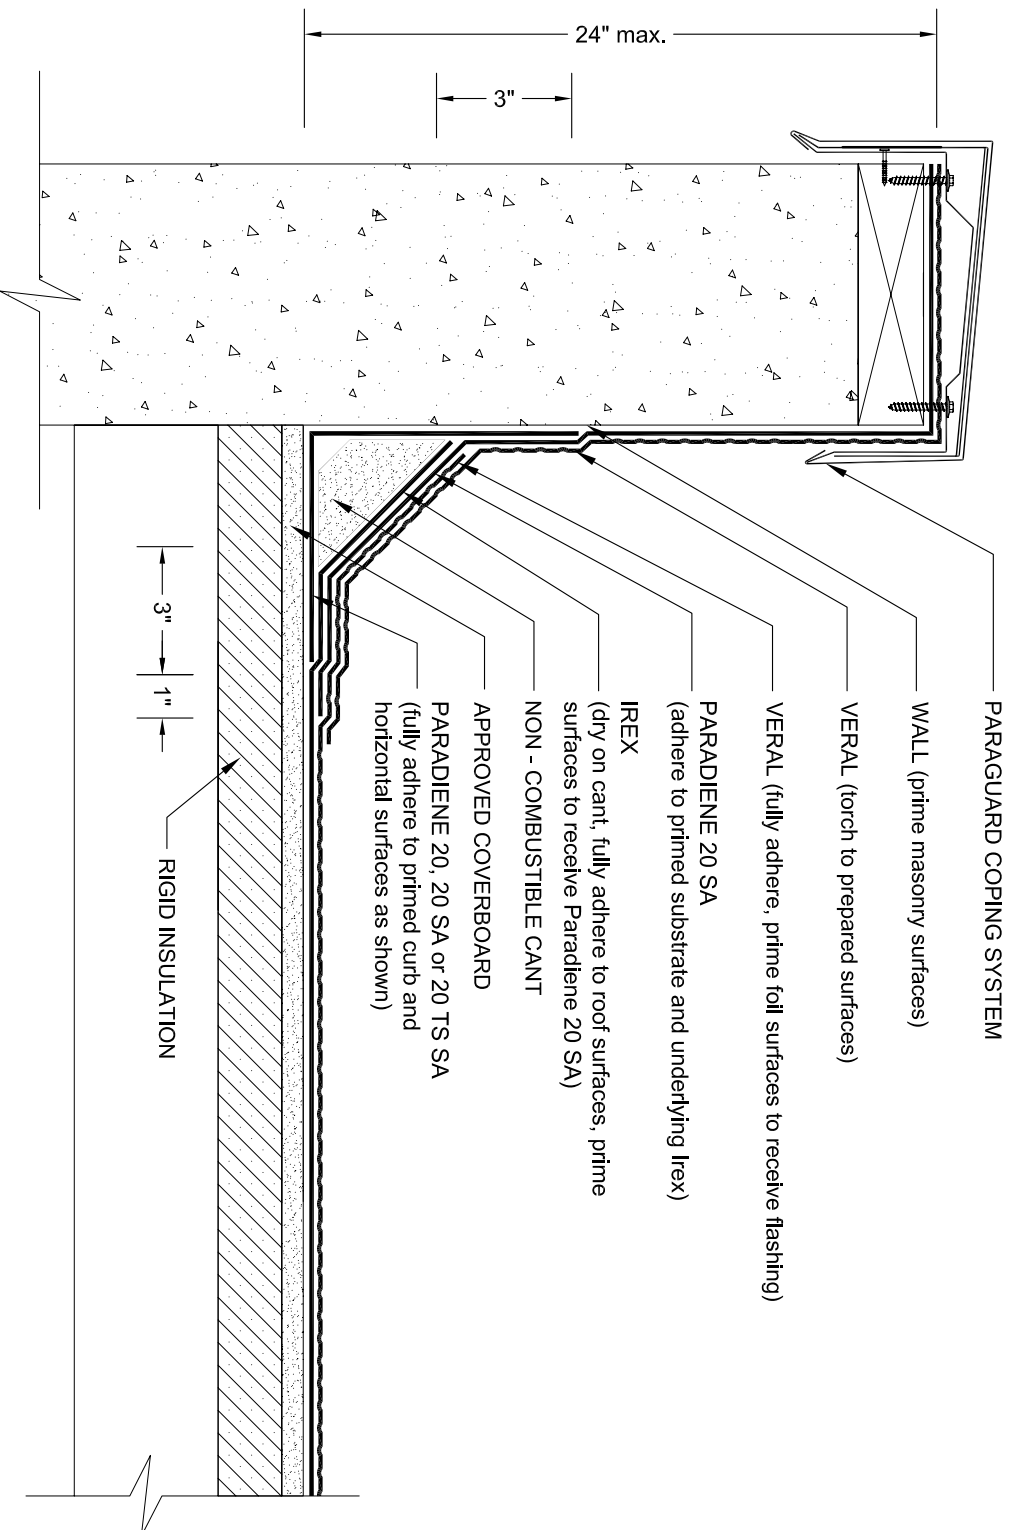 24" max.
3"
PARAGUARD COPING SYSTEM
WALL (prime masonry surfaces)
VERAL (torch to prepared surfaces)
VERAL (fully adhere, prime foil surfaces to receive flashing)
PARADIENE 20 SA
(adhere to primed substrate and underlying Irex)
IREX
(dry on cant, fully adhere to roof surfaces, prime
surfaces to receive Paradiene 20 SA)
NON - COMBUSTIBLE CANT
APPROVED COVERBOARD
PARADIENE 20, 20 SA or 20 TS SA
(fully adhere to primed curb and
horizontal surfaces as shown)
RIGID INSULATION
3"
1"